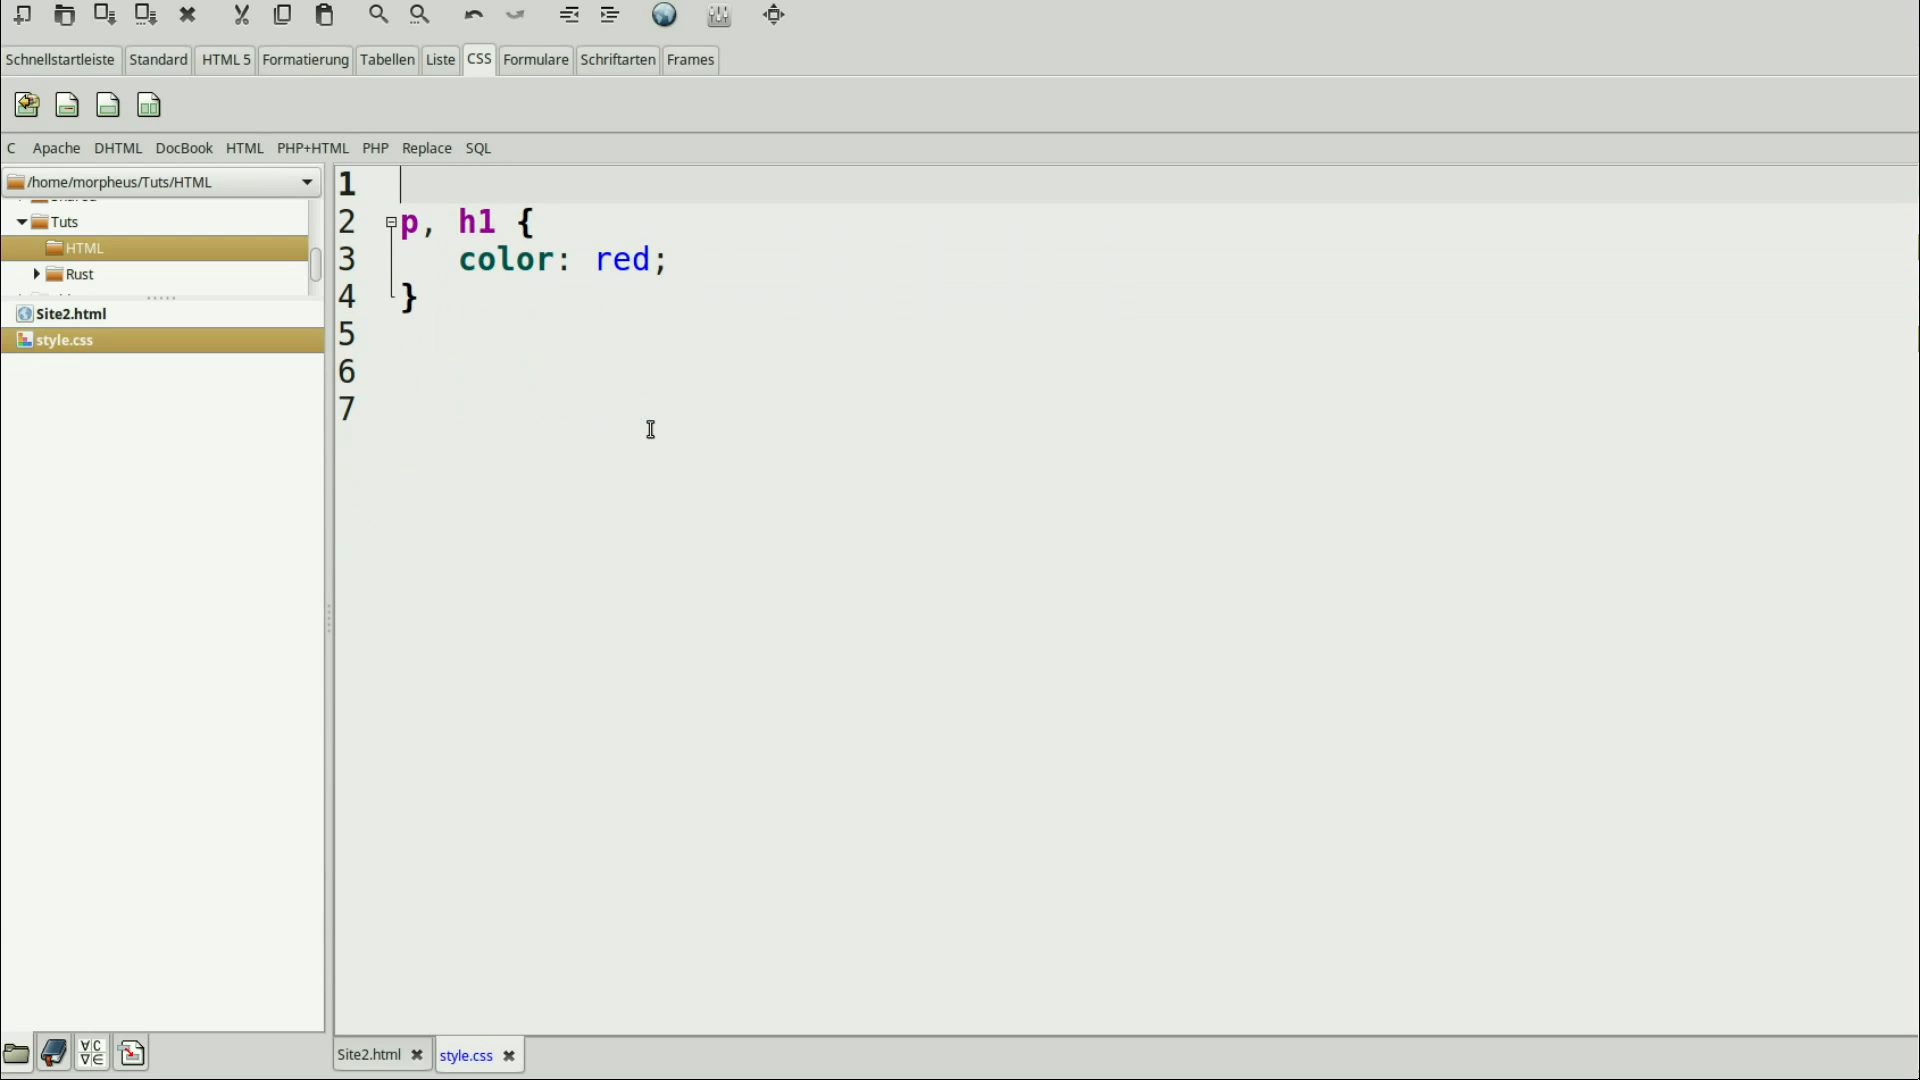 Schnellstartleiste Standard HTML 5 Formatierung Tabellen Liste CSS Formulare Schriftarten Frames
C Apache DHTML DocBook HTML PHP+HTML PHP Replace SQL
/home/morpheus/Tuts/HTML
Tuts
HTML
Rust
Site2.html
style.css
1
2 p, h1 {
3 color: red;
4 }
5
6
7
Site2.html style.css